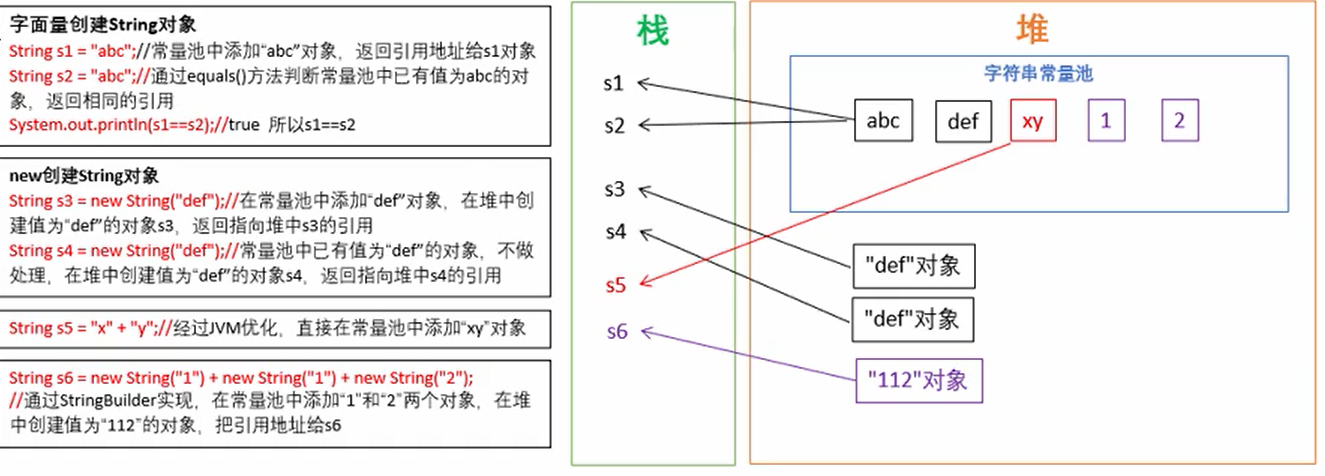 字面量创建String对象
String s1 = "abc";//常量池中添加“abc”对象，返回引用地址给s1对象
String s2 = "abc";//通过equals()方法判断常量池中已有值为abc的对
象，返回相同的引用
System.out.println(s1==s2);//true 所以s1==s2
new创建String对象
String s3 = new String("def");//在常量池中添加“def”对象，在堆中创
建值为“def”的对象s3，返回指向堆中s3的引用
String s4 = new String("def");//常量池中已有值为“def”的对象，不做
处理，在堆中创建值为“def”的对象s4，返回指向堆中s4的引用
String s5 = "x" + "y";//经过JVM优化，直接在常量池中添加“xy”对象
String s6 = new String("1") + new String("1") + new String("2");
//通过StringBuilder实现，在常量池中添加“1”和“2”两个对象，在堆
中创建值为“112”的对象，把引用地址给s6
栈
s1
s2
s3
s4
s5
s6
堆
字符串常量池
abc
def
xy
1
2
"def"对象
"def"对象
"112"对象